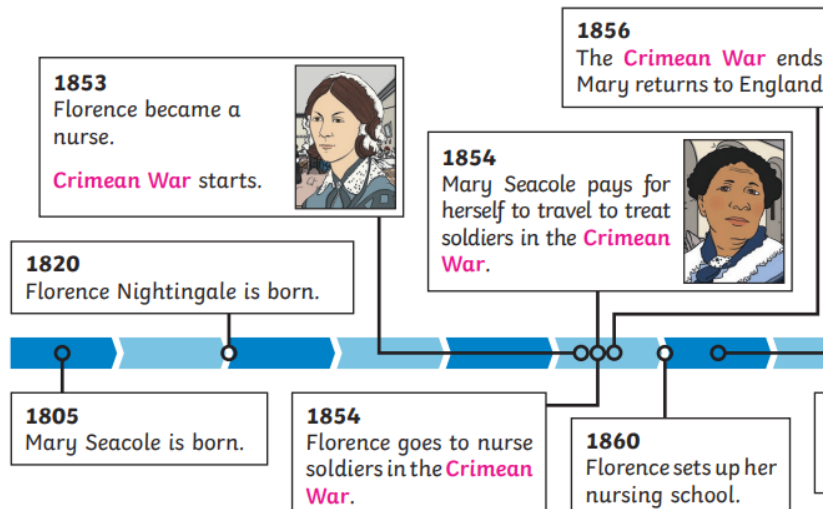 1856
The Crimean War ends
Mary returns to England
1853
Florence became a
nurse.
Crimean War starts.
1854
Mary Seacole pays for
herself to travel to treat
soldiers in the Crimean
War.
1820
Florence Nightingale is born.
1805
Mary Seacole is born.
1854
Florence goes to nurse
soldiers in the Crimean
War.
1860
Florence sets up her
nursing school.